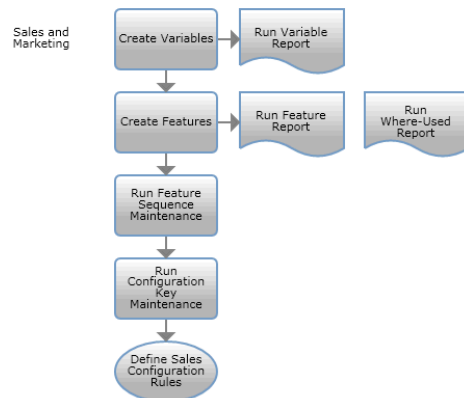 Sales and
Marketing
Create Variables
Run Variable
Report
Create Features
Run Feature
Report
Run
Where-Used
Report
Run Feature
Sequence
Maintenance
Run
Configuration
Key
Maintenance
Define Sales
Configuration
Rules